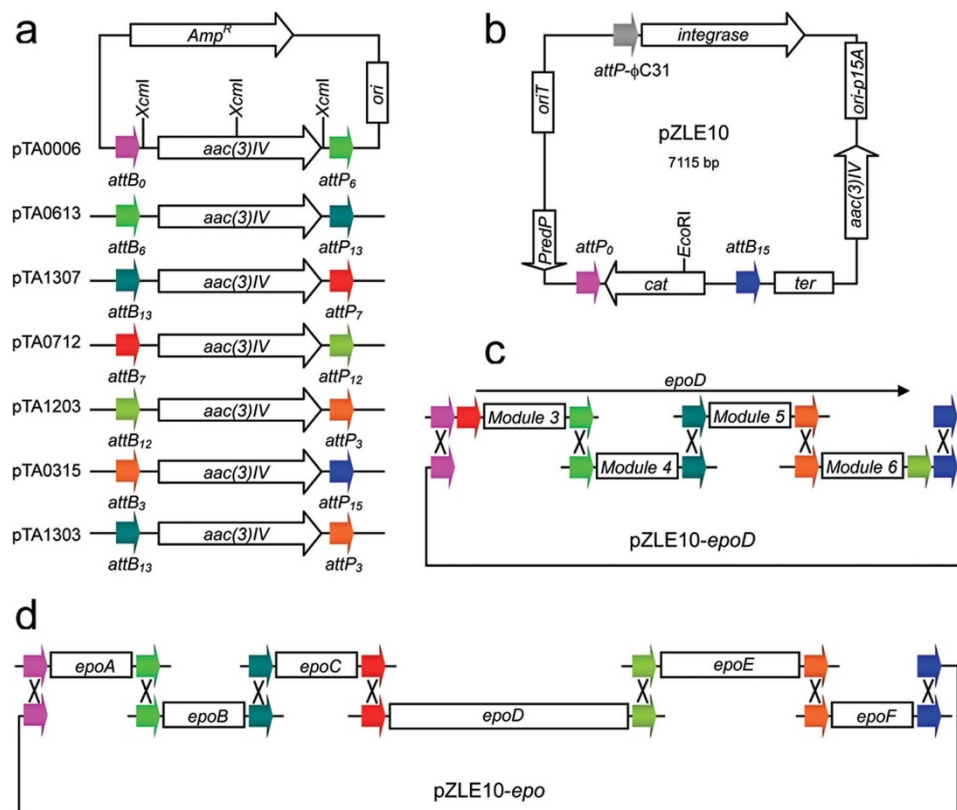 a
Amp^R
XcmI
XcmI
XcmI
ori
pTA0006
aac(3)IV
attB0
attP6
pTA0613
aac(3)IV
attB6
attP13
pTA1307
aac(3)IV
attB13
attP7
pTA0712
aac(3)IV
attB7
attP12
pTA1203
aac(3)IV
attB12
attP3
pTA0315
aac(3)IV
attB3
attP15
pTA1303
aac(3)IV
attB13
attP3
b
integrase
attP-ϕC31
oriT
ori-p15A
pZLE10
7115 bp
aac(3)IV
PredP
attP0
EcoRI
attB15
cat
ter
c
epoD
Module 3
Module 5
Module 4
Module 6
pZLE10-epoD
d
epoA
epoC
epoE
epoB
epoD
epoF
pZLE10-epo